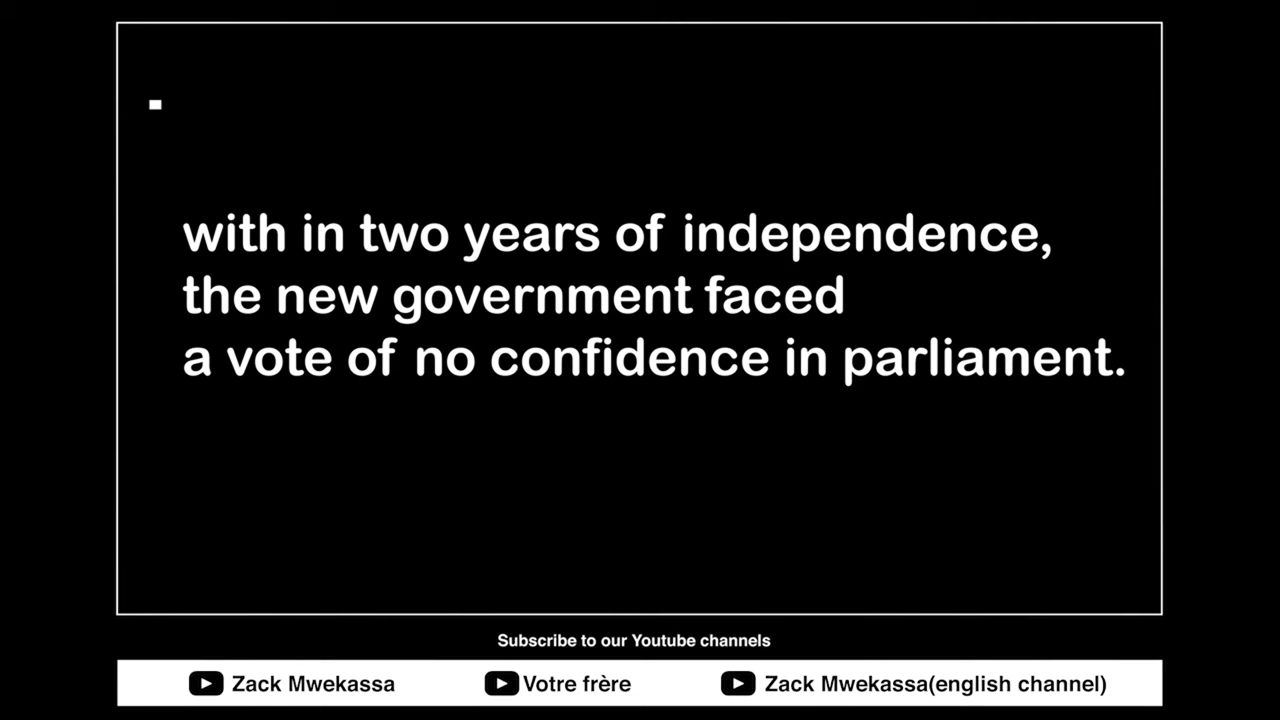 with in two years of independence,
the new government faced
a vote of no confidence in parliament.
Subscribe to our Youtube channels
Zack Mwekassa
Votre frère
Zack Mwekassa(english channel)